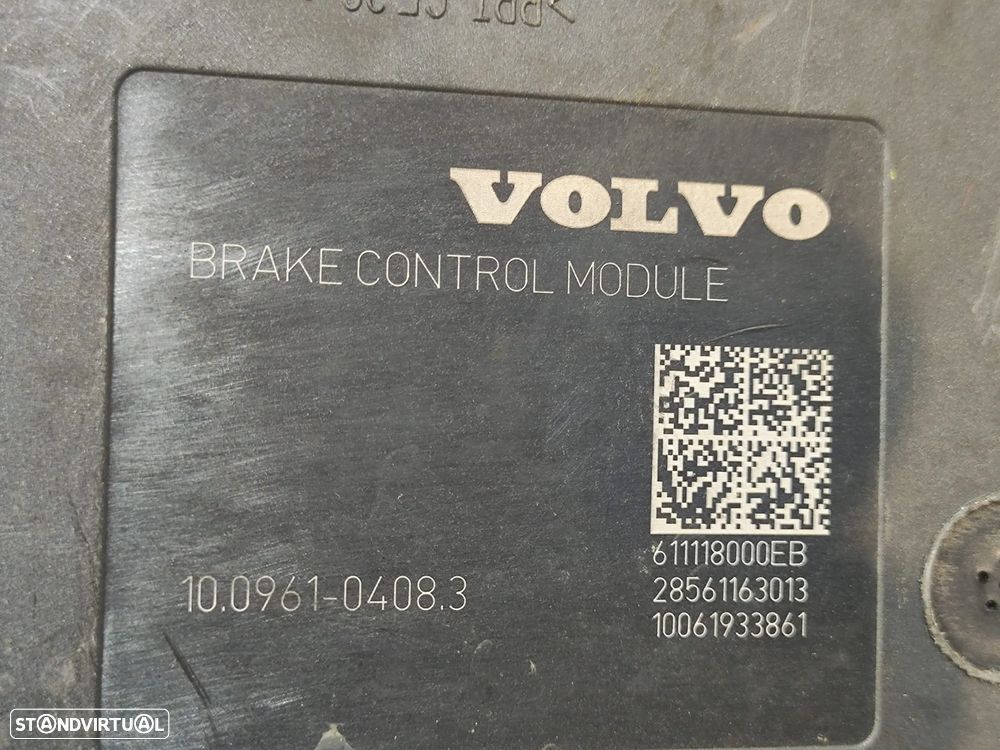 VOLVO
BRAKE CONTROL MODULE
611118000EB
28561163013
10061933861
10.0961-0408.3
STANDVIRTUAL